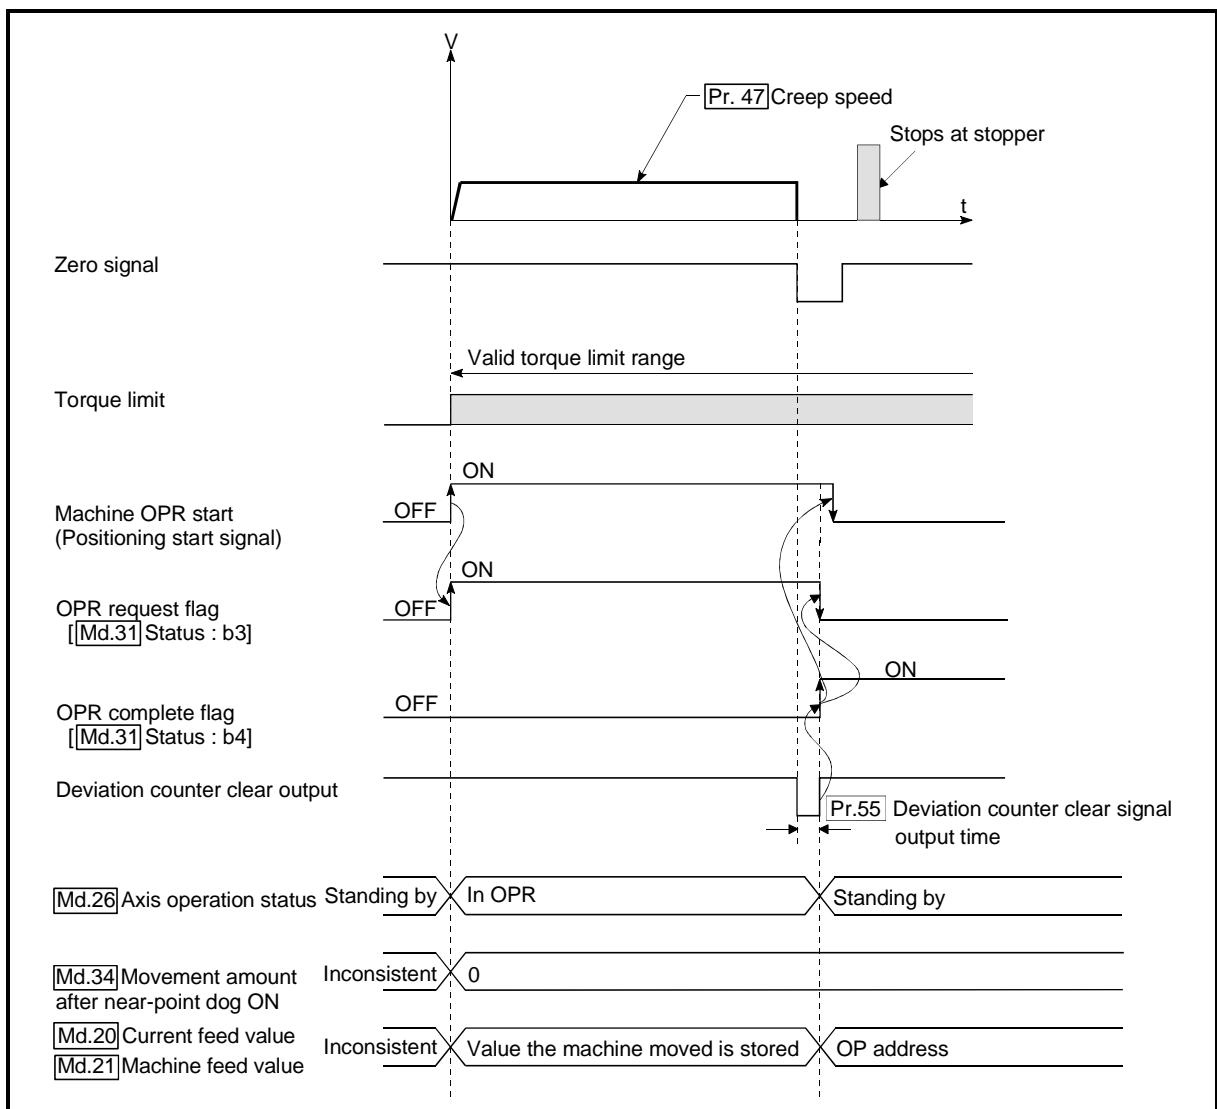 V
Pr. 47 Creep speed
Stops at stopper
t
Zero signal
Valid torque limit range
Torque limit
ON
OFF
Machine OPR start
(Positioning start signal)
ON
OFF
OPR request flag
[Md.31 Status : b3]
ON
OFF
OPR complete flag
[Md.31 Status : b4]
Deviation counter clear output
Pr.55 Deviation counter clear signal
output time
Md.26 Axis operation status Standing by In OPR Standing by
Md.34 Movement amount
after near-point dog ON
Inconsistent 0
Md.20 Current feed value
Md.21 Machine feed value
Inconsistent Value the machine moved is stored OP address